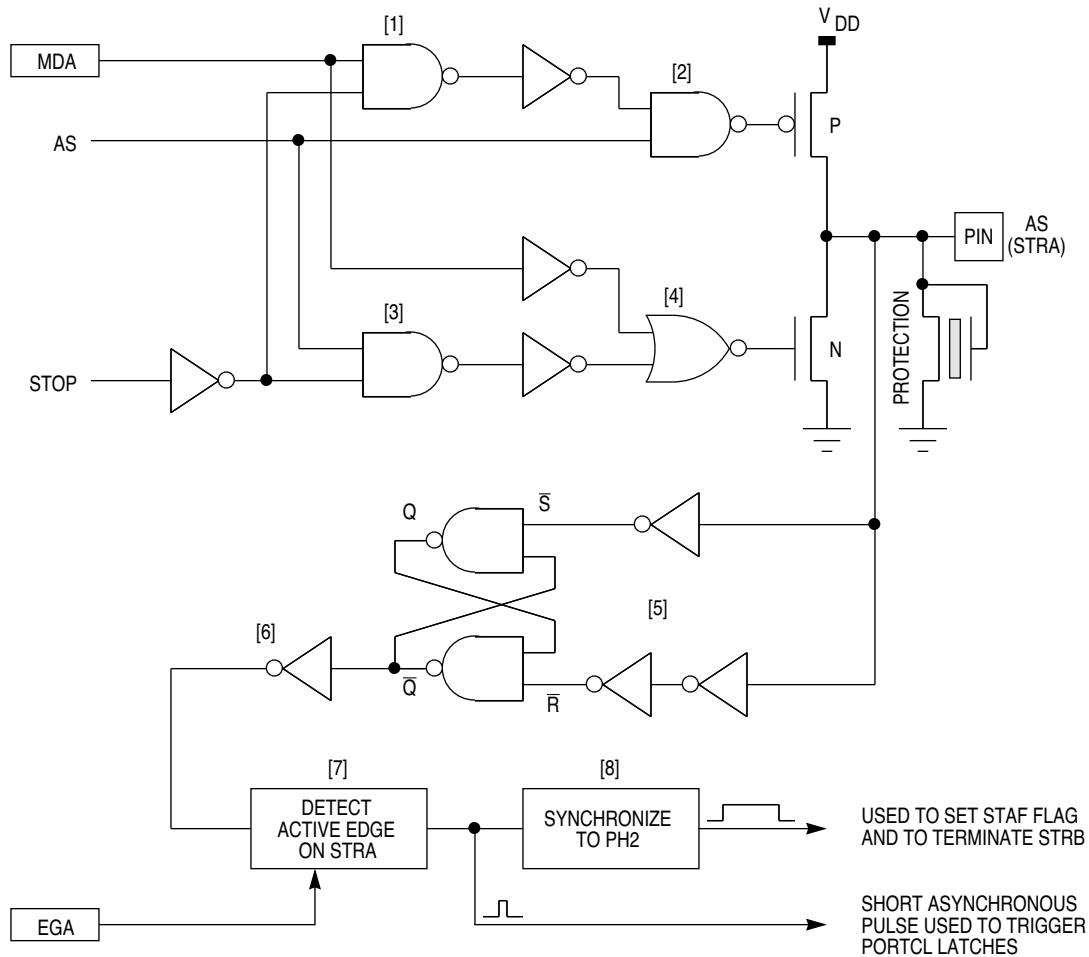 [1]
V DD
MDA
[2]
AS
P
PIN
AS
(STRA)
[3]
[4]
N
PROTECTION
STOP
Q
S̅
[5]
[6]
Q̅
R̅
[7]
[8]
DETECT
ACTIVE EDGE
ON STRA
SYNCHRONIZE
TO PH2
USED TO SET STAF FLAG
AND TO TERMINATE STRB
EGA
SHORT ASYNCHRONOUS
PULSE USED TO TRIGGER
PORTCL LATCHES